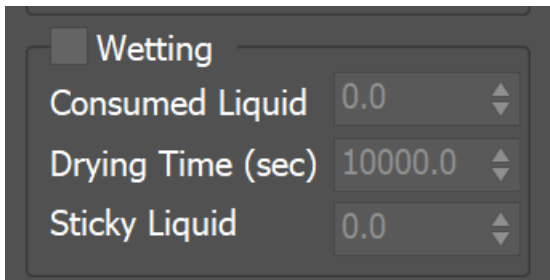 Wetting
Consumed Liquid 0.0
Drying Time (sec) 10000.0
Sticky Liquid 0.0